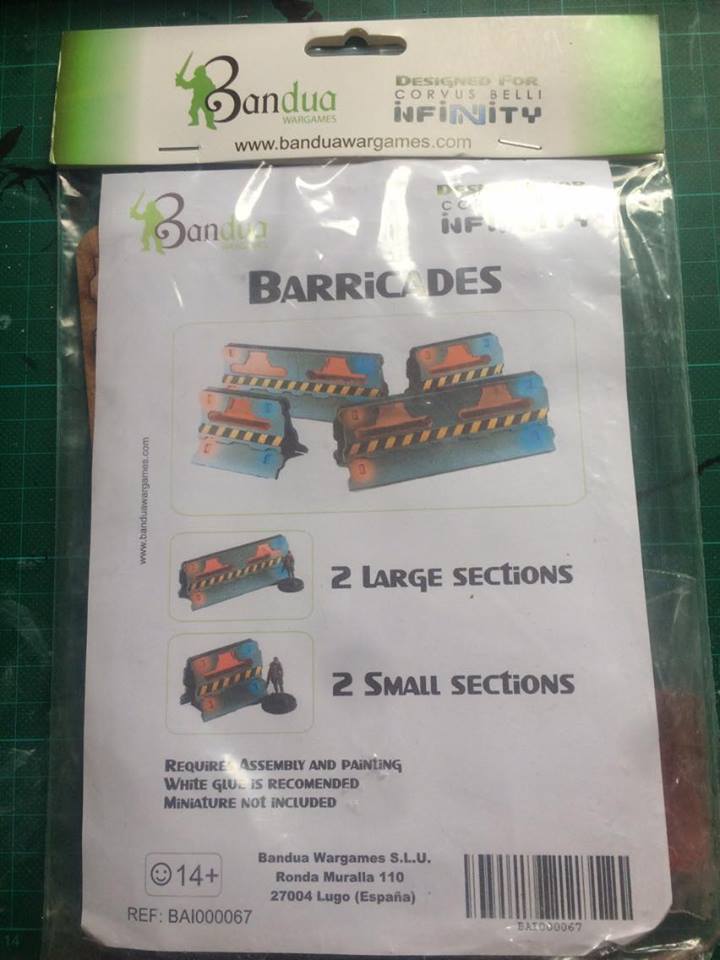 Bandua
WARGAMES
DESIGNED FOR
CORVUS BELLI
INFINITY
www.banduawargames.com
Bandua
WARGAMES
BARRiCADES
www.banduawargames.com
2 LARGE SECTiONS
2 SMALL SECTiONS
REQUiRES ASSEMBLY AND PAiNTiNG
WHiTE GLUE iS RECOMENDED
MiNiATURE NOT iNCLUDED
14+
Bandua Wargames S.L.U.
Ronda Muralla 110
27004 Lugo (España)
REF: BAI000067
BAI000067
14